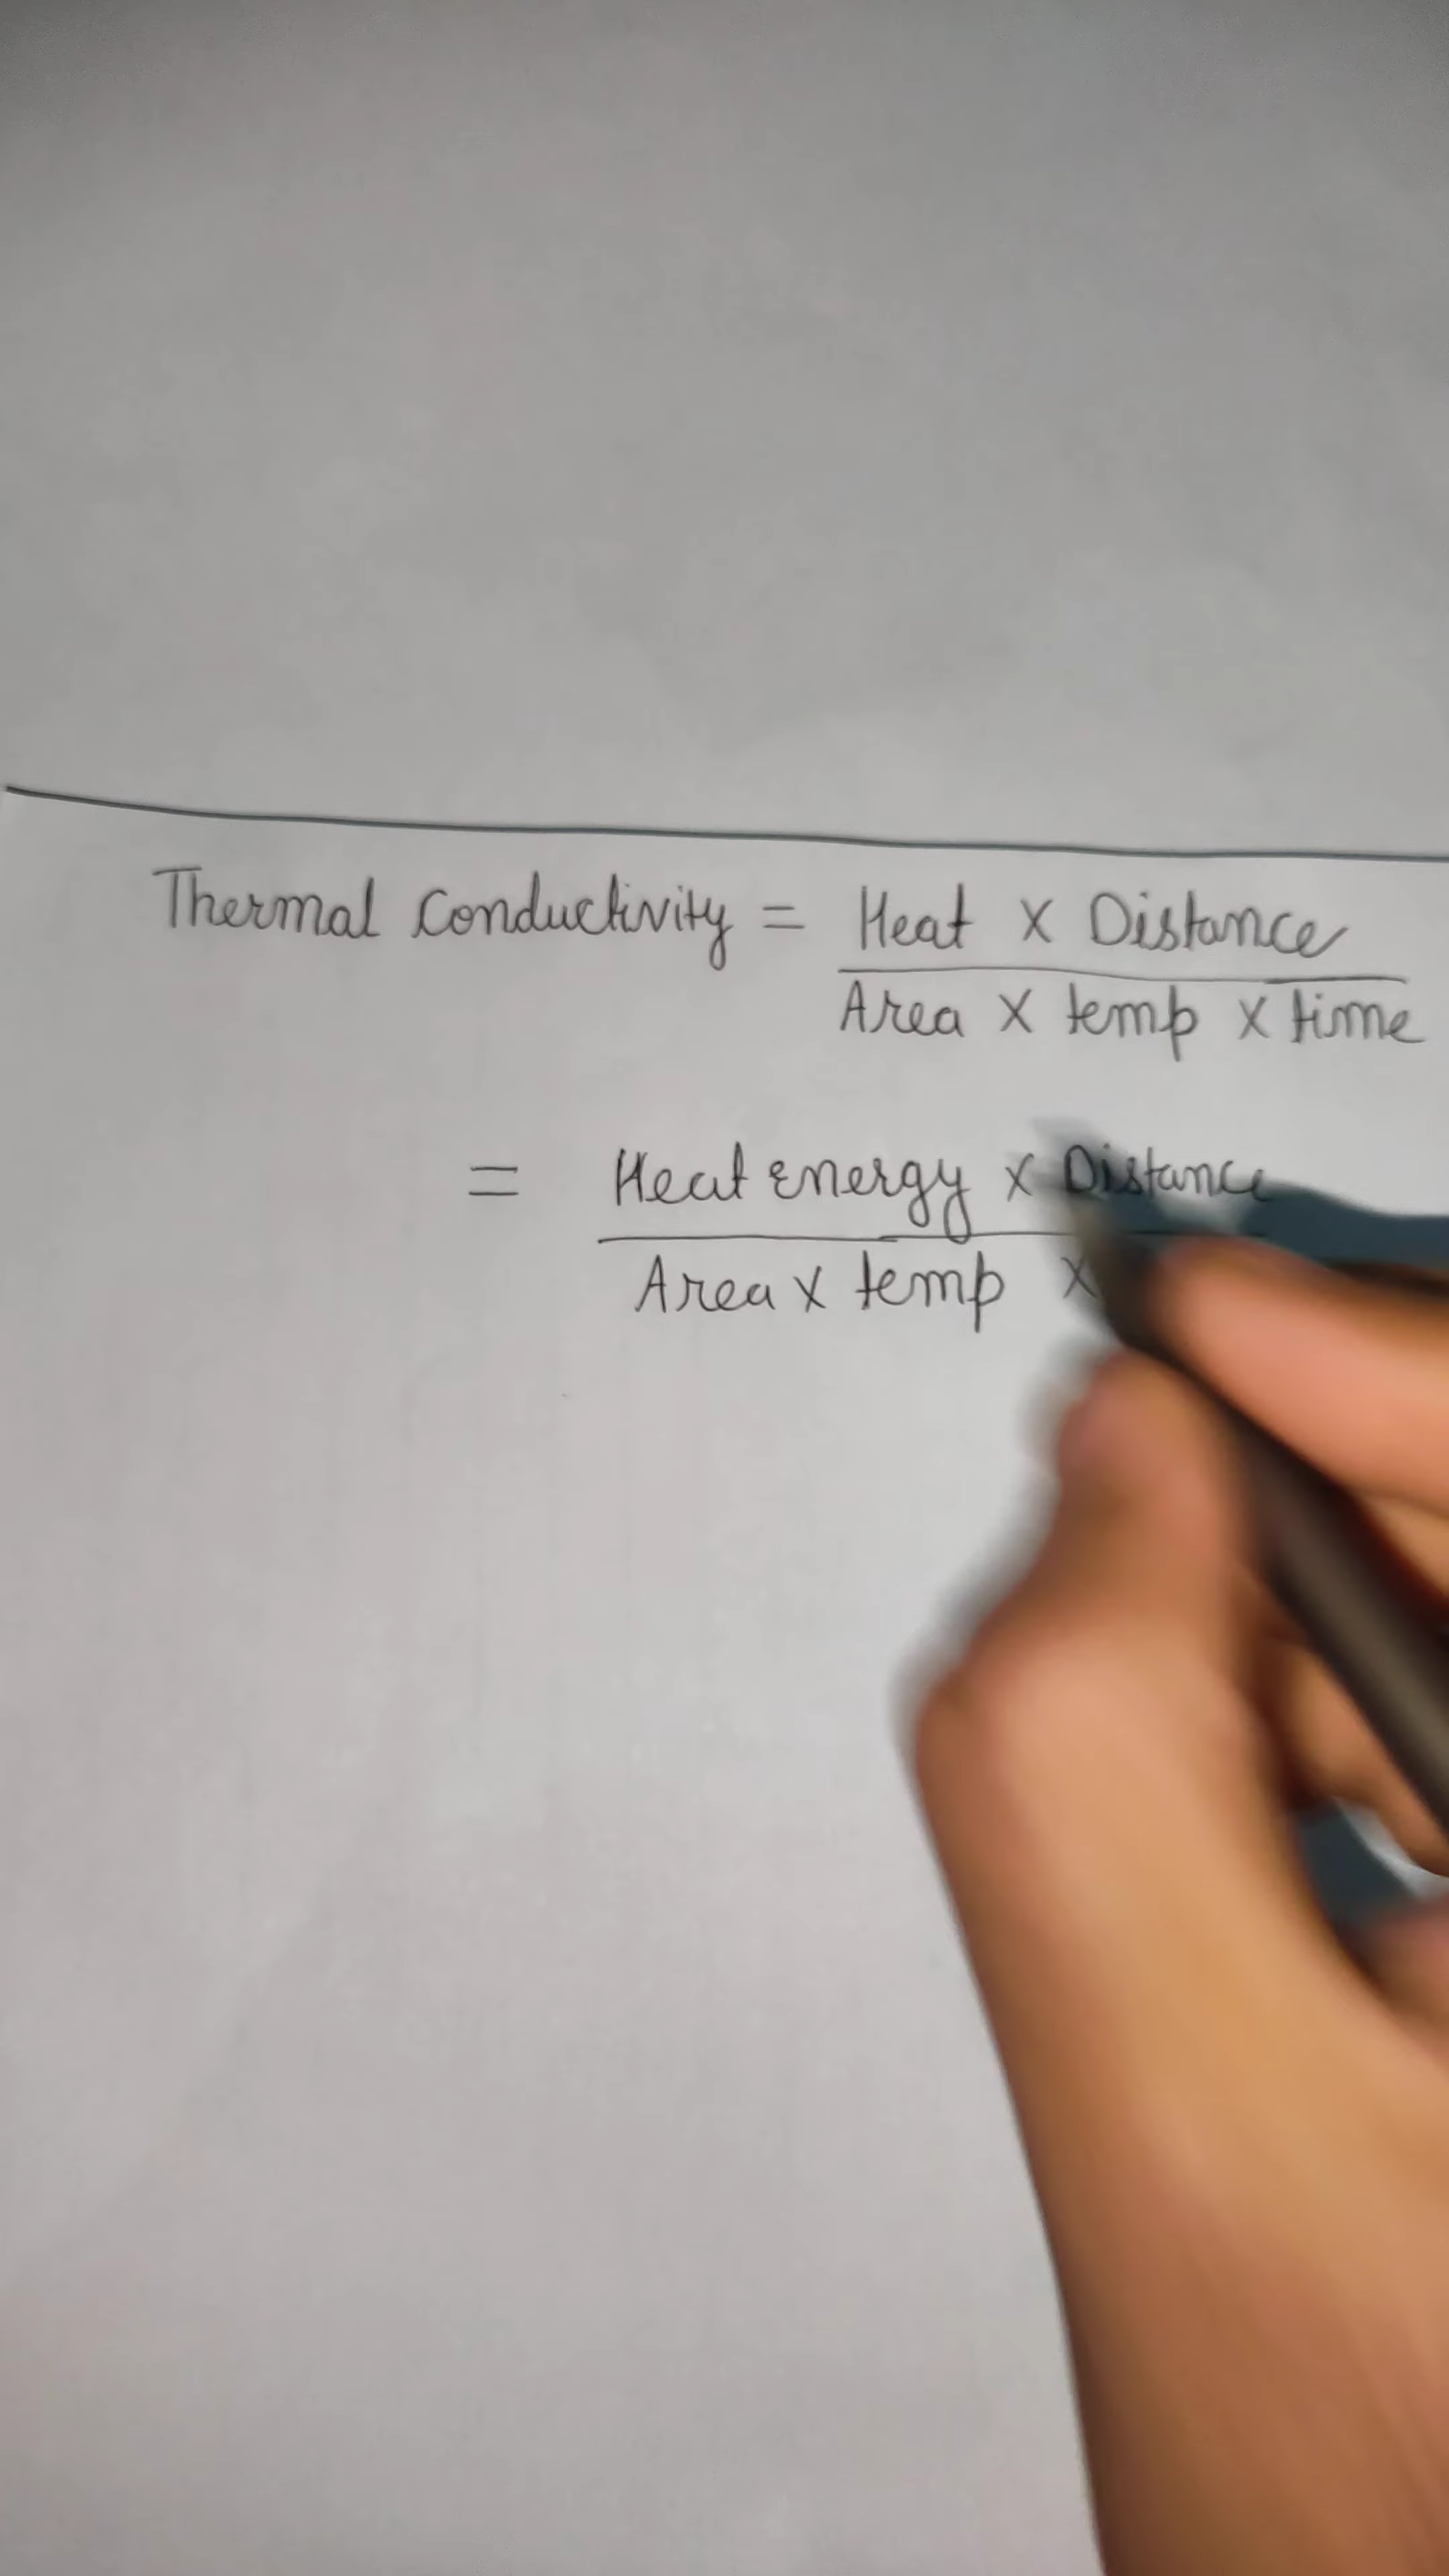 Thermal Conductivity = Heat X Distance
Area X temp X time
= Heat energy X Distance
Area X temp X